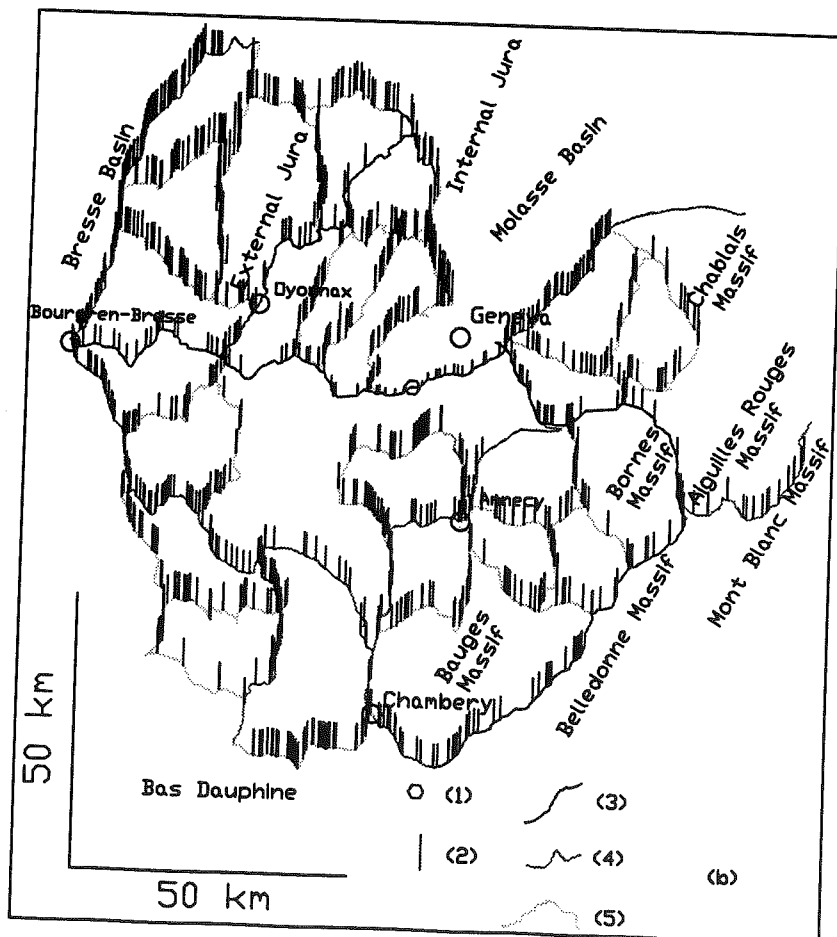 Bresse Basin
External Jura
Internal Jura
Molasse Basin
Chablais
Massif
Bourg-en-Bresse
Oyonnax
Geneva
Aiguilles Rouges
Massif
Bornes
Massif
Mont Blanc Massif
Annecy
Belledonne Massif
Bauges
Massif
Chambery
50 km
Bas Dauphine
(1)
(3)
(2)
(4)
(b)
50 km
(5)